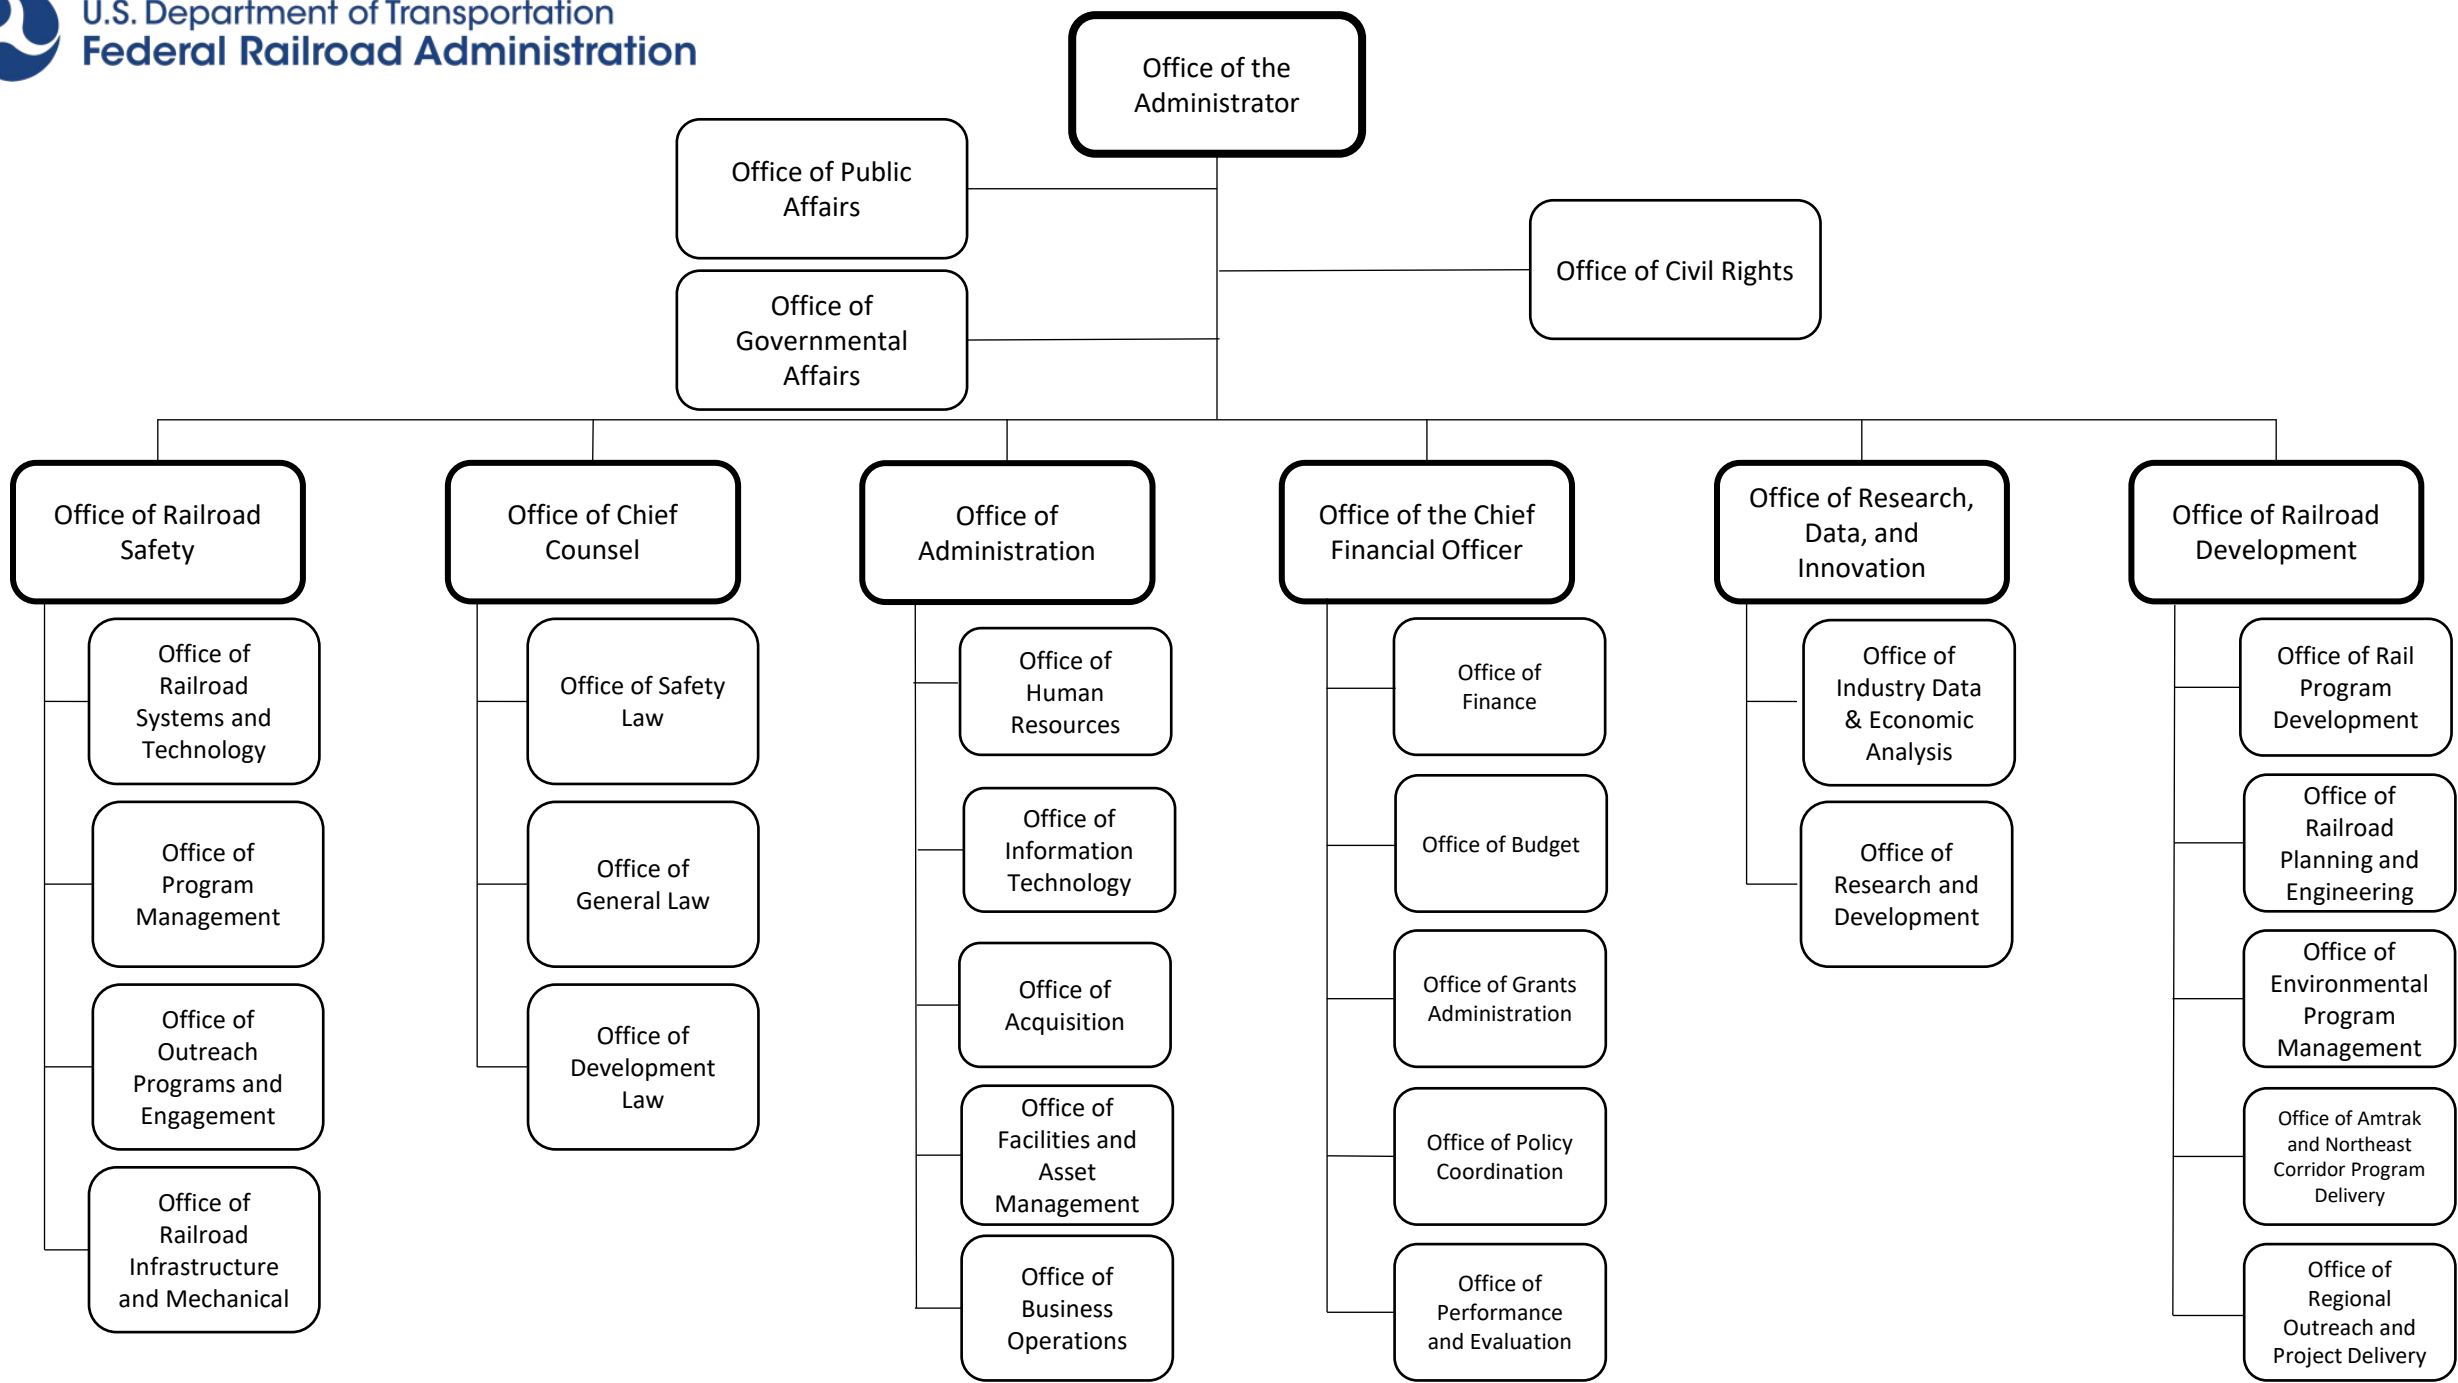 U.S. Department of Transportation
Federal Railroad Administration
Office of the
Administrator
Office of Public
Affairs
Office of Civil Rights
Office of
Governmental
Affairs
Office of Railroad
Safety
Office of Chief
Counsel
Office of
Administration
Office of the Chief
Financial Officer
Office of Research,
Data, and
Innovation
Office of Railroad
Development
Office of
Railroad
Systems and
Technology
Office of
Program
Management
Office of
Outreach
Programs and
Engagement
Office of
Railroad
Infrastructure
and Mechanical
Office of Safety
Law
Office of
General Law
Office of
Development
Law
Office of
Human
Resources
Office of
Information
Technology
Office of
Acquisition
Office of
Facilities and
Asset
Management
Office of
Business
Operations
Office of
Finance
Office of Budget
Office of Grants
Administration
Office of Policy
Coordination
Office of
Performance
and Evaluation
Office of
Industry Data
& Economic
Analysis
Office of
Research and
Development
Office of Rail
Program
Development
Office of
Railroad
Planning and
Engineering
Office of
Environmental
Program
Management
Office of Amtrak
and Northeast
Corridor Program
Delivery
Office of
Regional
Outreach and
Project Delivery